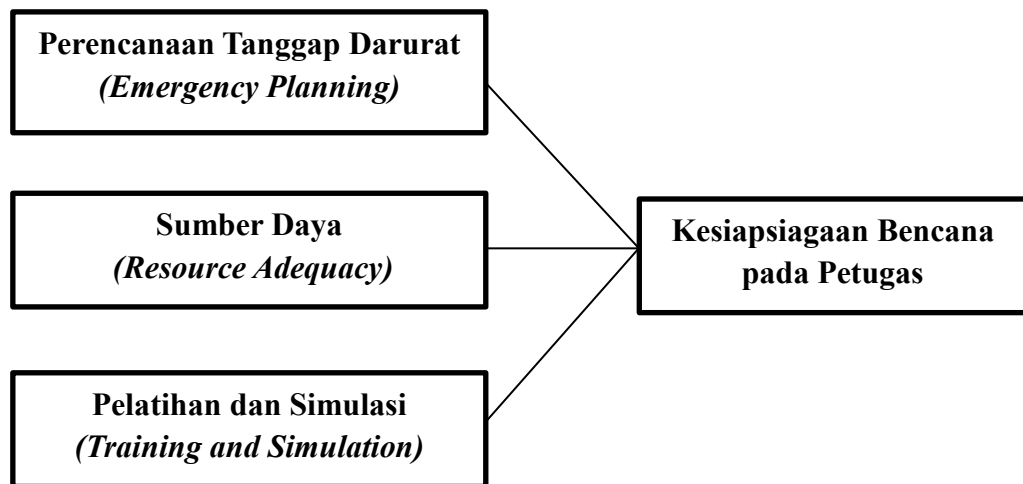 Perencanaan Tanggap Darurat
(Emergency Planning)
Sumber Daya
(Resource Adequacy)
Pelatihan dan Simulasi
(Training and Simulation)
Kesiapsiagaan Bencana
pada Petugas